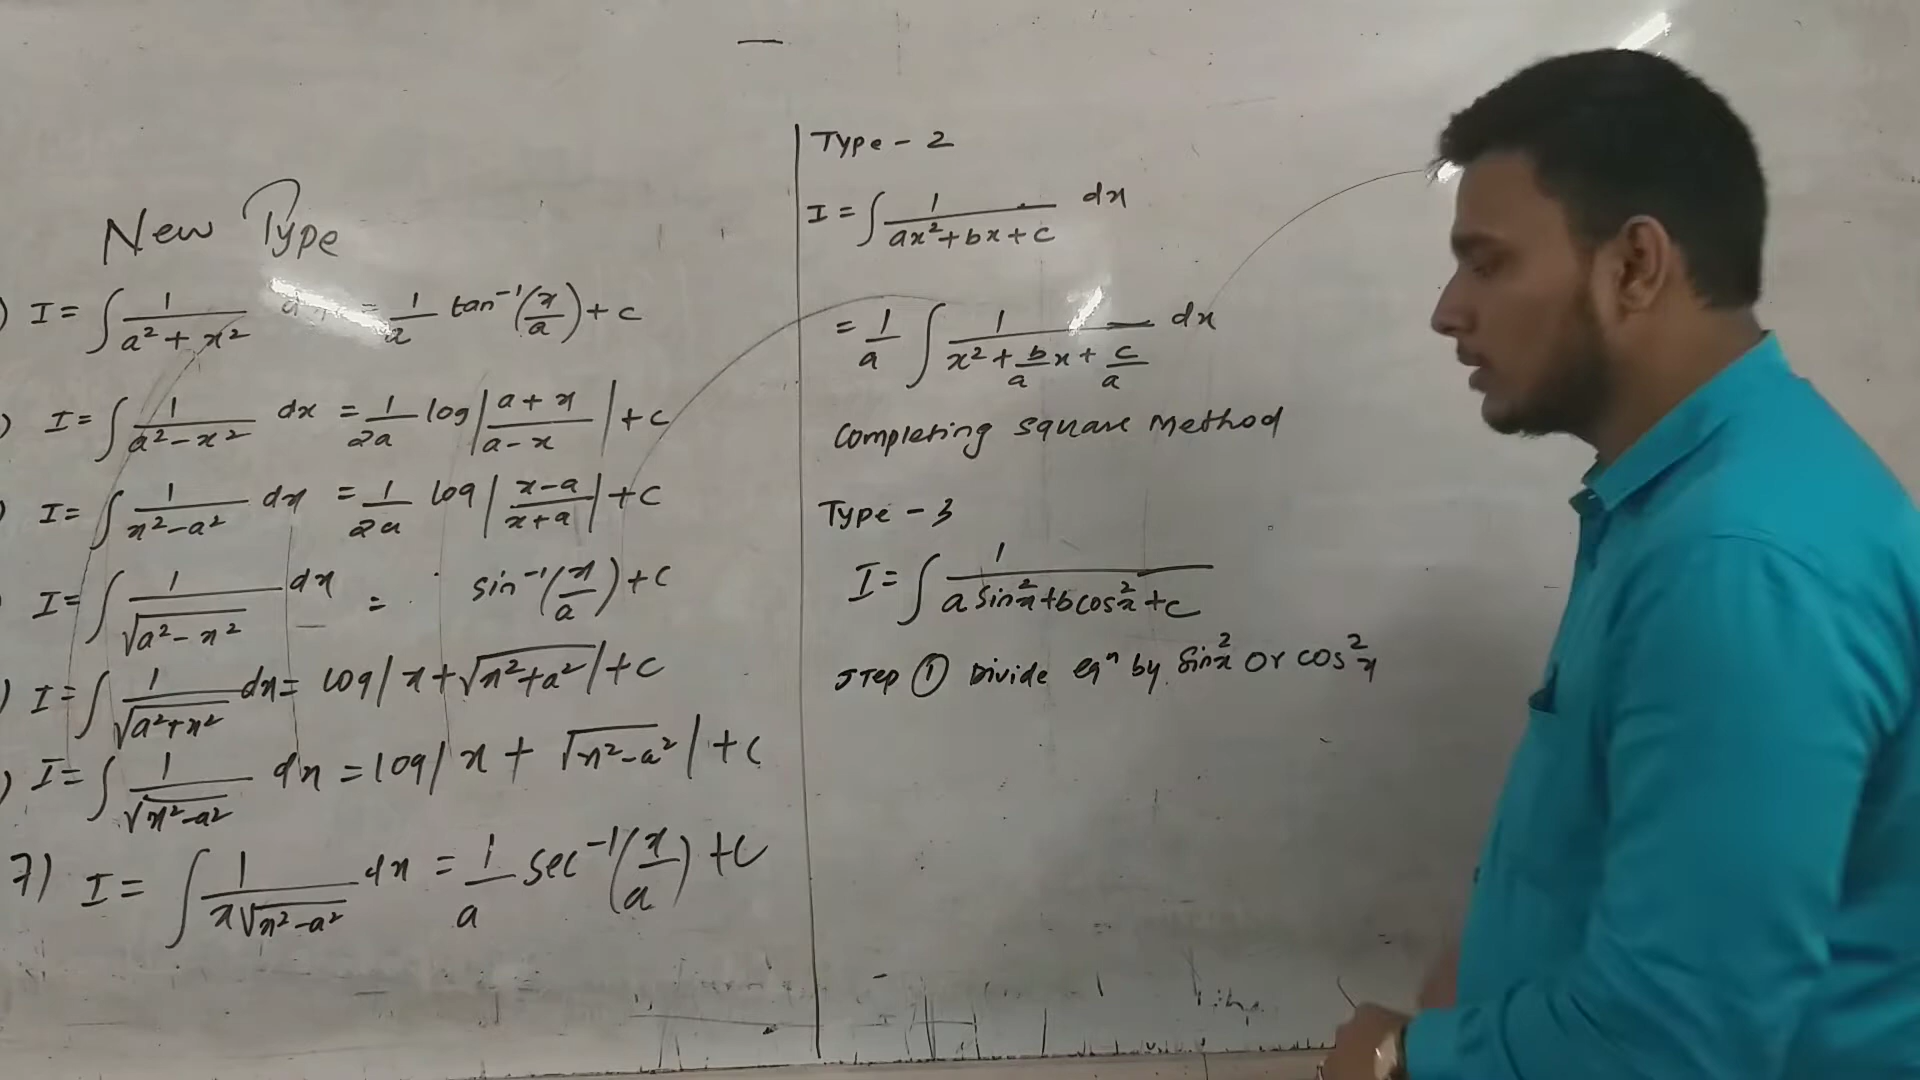 New Type
) I = ∫ 1/(a² + x²) dx = 1/a tan⁻¹(x/a) + c
) I = ∫ 1/(a² - x²) dx = 1/2a log |(a + x)/(a - x)| + c
) I = ∫ 1/(x² - a²) dx = 1/2a log |(x - a)/(x + a)| + c
I = ∫ 1/√(a² - x²) dx = sin⁻¹(x/a) + c
) I = ∫ 1/√(a² + x²) dx = log | x + √(x² + a²) | + c
) I = ∫ 1/√(x² - a²) dx = log | x + √(x² - a²) | + c
7) I = ∫ 1/(x√(x² - a²)) dx = 1/a sec⁻¹(x/a) + c
Type - 2
I = ∫ 1/(ax² + bx + c) dx
= 1/a ∫ 1/(x² + b/a x + c/a) dx
Completing square Method
Type - 3
I = ∫ 1/(a sin²x + b cos²x + c)
STEP ① Divide eqⁿ by sin²x or cos²x